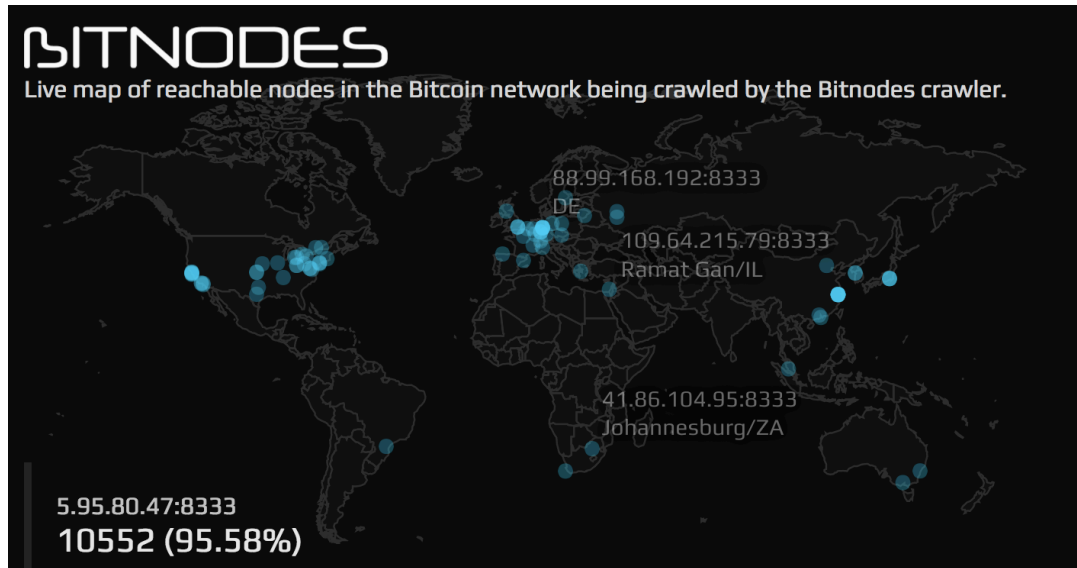 BITNODES
Live map of reachable nodes in the Bitcoin network being crawled by the Bitnodes crawler.
88.99.168.192:8333
DE
109.64.215.79:8333
Ramat Gan/IL
41.86.104.95:8333
Johannesburg/ZA
5.95.80.47:8333
10552 (95.58%)